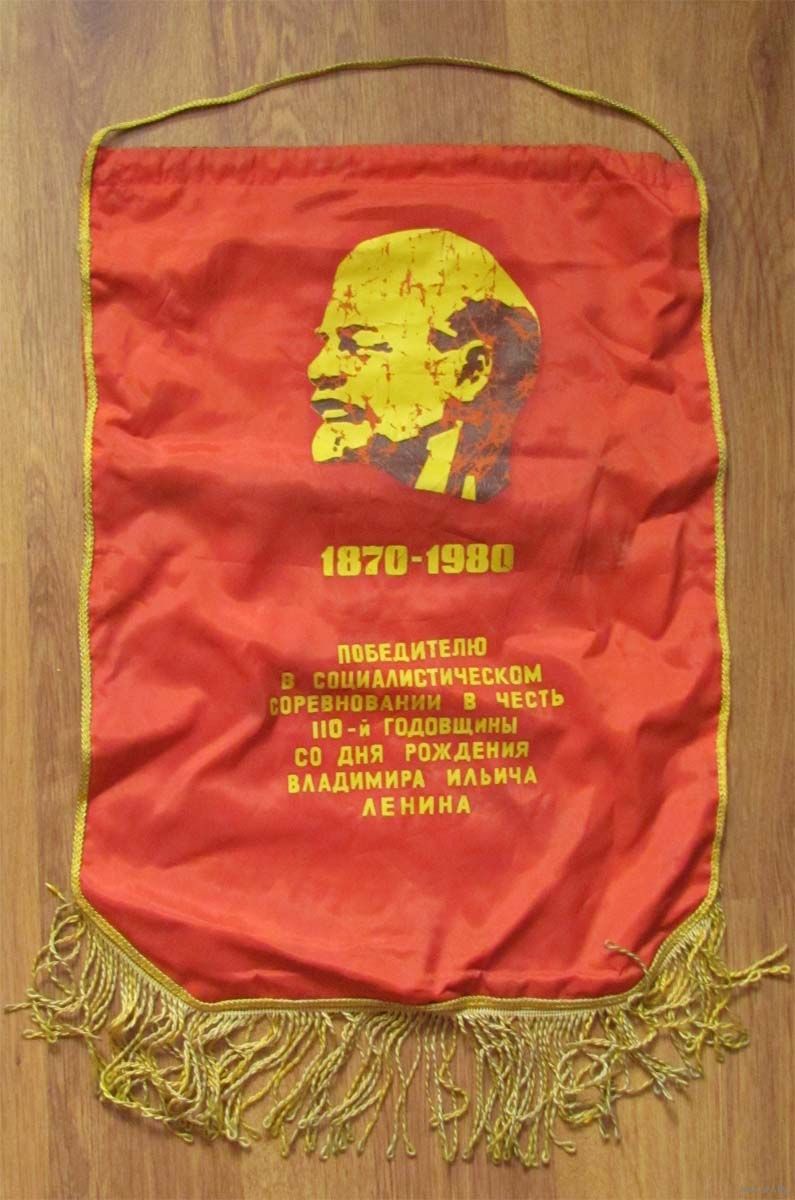 1870-1980
ПОБЕДИТЕЛЮ
В СОЦИАЛИСТИЧЕСКОМ
СОРЕВНОВАНИИ В ЧЕСТЬ
110-й ГОДОВЩИНЫ
СО ДНЯ РОЖДЕНИЯ
ВЛАДИМИРА ИЛЬИЧА
ЛЕНИНА